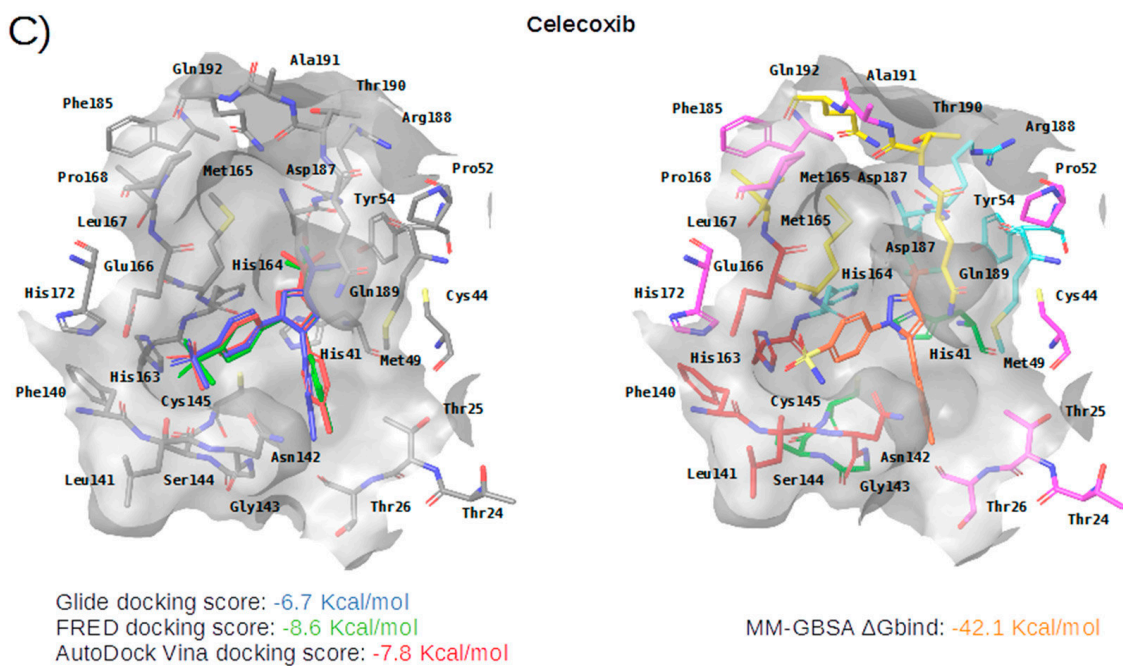 C)
Celecoxib
Gln192
Ala191
Thr190
Phe185
Arg188
Pro168
Met165
Asp187
Tyr54
Pro52
Leu167
Glu166
His164
Gln189
Cys44
His172
His41
Met49
His163
Phe140
Cys145
Thr25
Asn142
Leu141
Ser144
Gly143
Thr26
Thr24
Glide docking score: -6.7 Kcal/mol
FRED docking score: -8.6 Kcal/mol
AutoDock Vina docking score: -7.8 Kcal/mol
Gln192
Ala191
Thr190
Phe185
Arg188
Pro168
Met165
Asp187
Pro52
Tyr54
Leu167
Met165
Asp187
Glu166
His164
Gln189
Cys44
His172
His41
Met49
His163
Phe140
Cys145
Thr25
Asn142
Leu141
Ser144
Gly143
Thr26
Thr24
MM-GBSA ΔGbind: -42.1 Kcal/mol